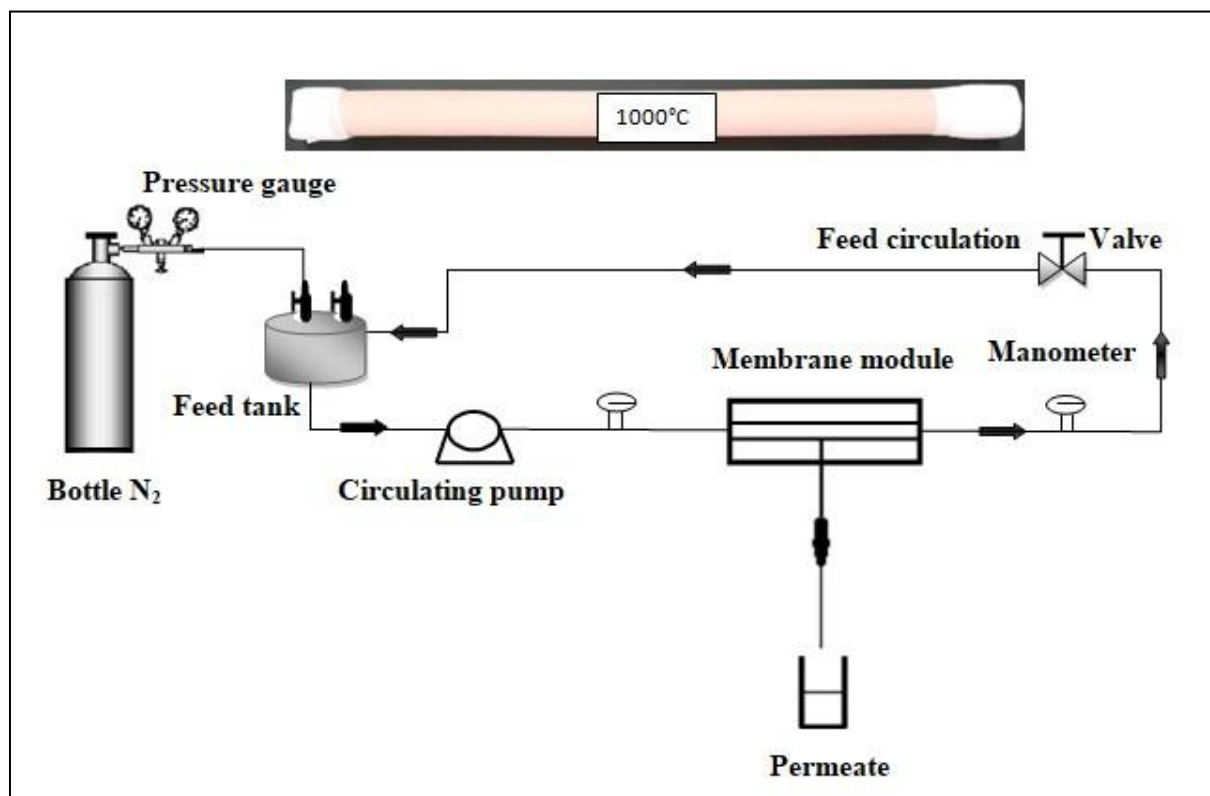 1000°C
Pressure gauge
Feed circulation
Valve
Membrane module
Manometer
Feed tank
Bottle N₂
Circulating pump
Permeate